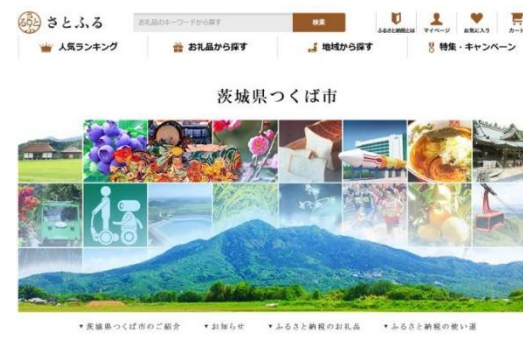 さとふる
お礼品のキーワードから探す
検索
ふるさと納税とは
マイページ
お気に入り
カート
人気ランキング
お礼品から探す
地域から探す
特集・キャンペーン
茨城県つくば市
▼茨城県つくば市のご紹介
▼お知らせ
▼ふるさと納税のお礼品
▼ふるさと納税の使い道